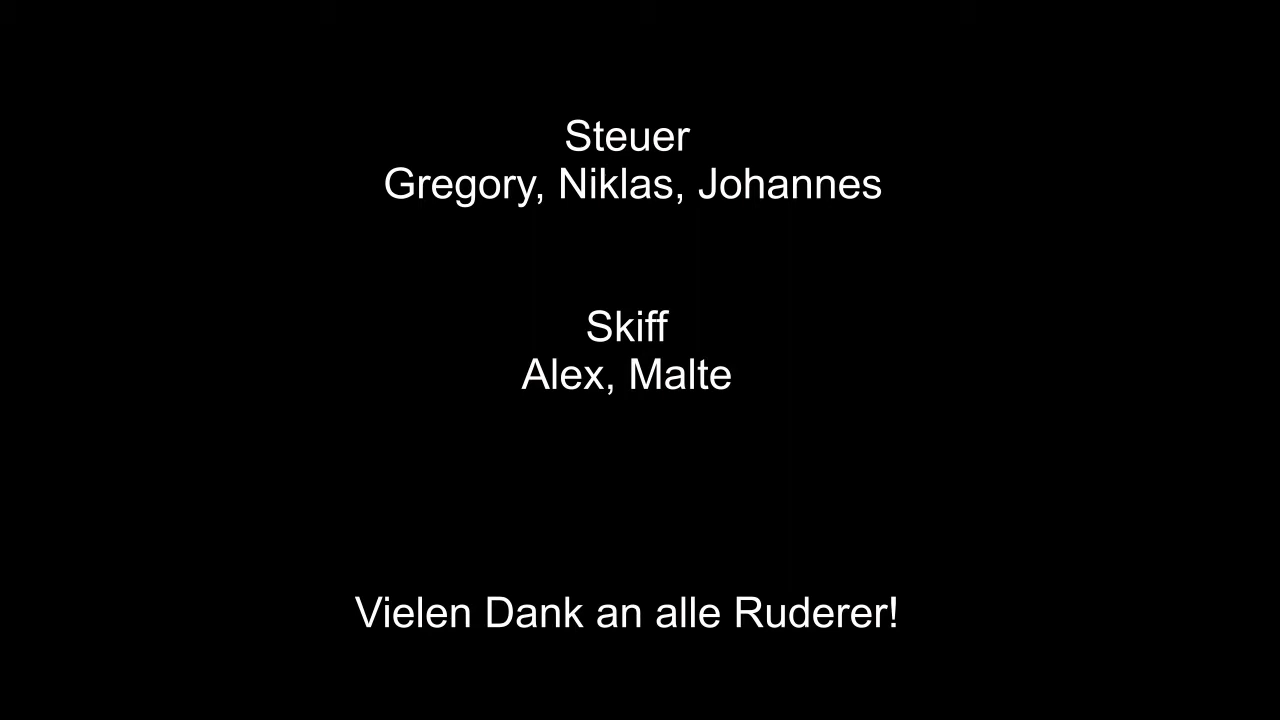 Steuer
Gregory, Niklas, Johannes
Skiff
Alex, Malte
Vielen Dank an alle Ruderer!